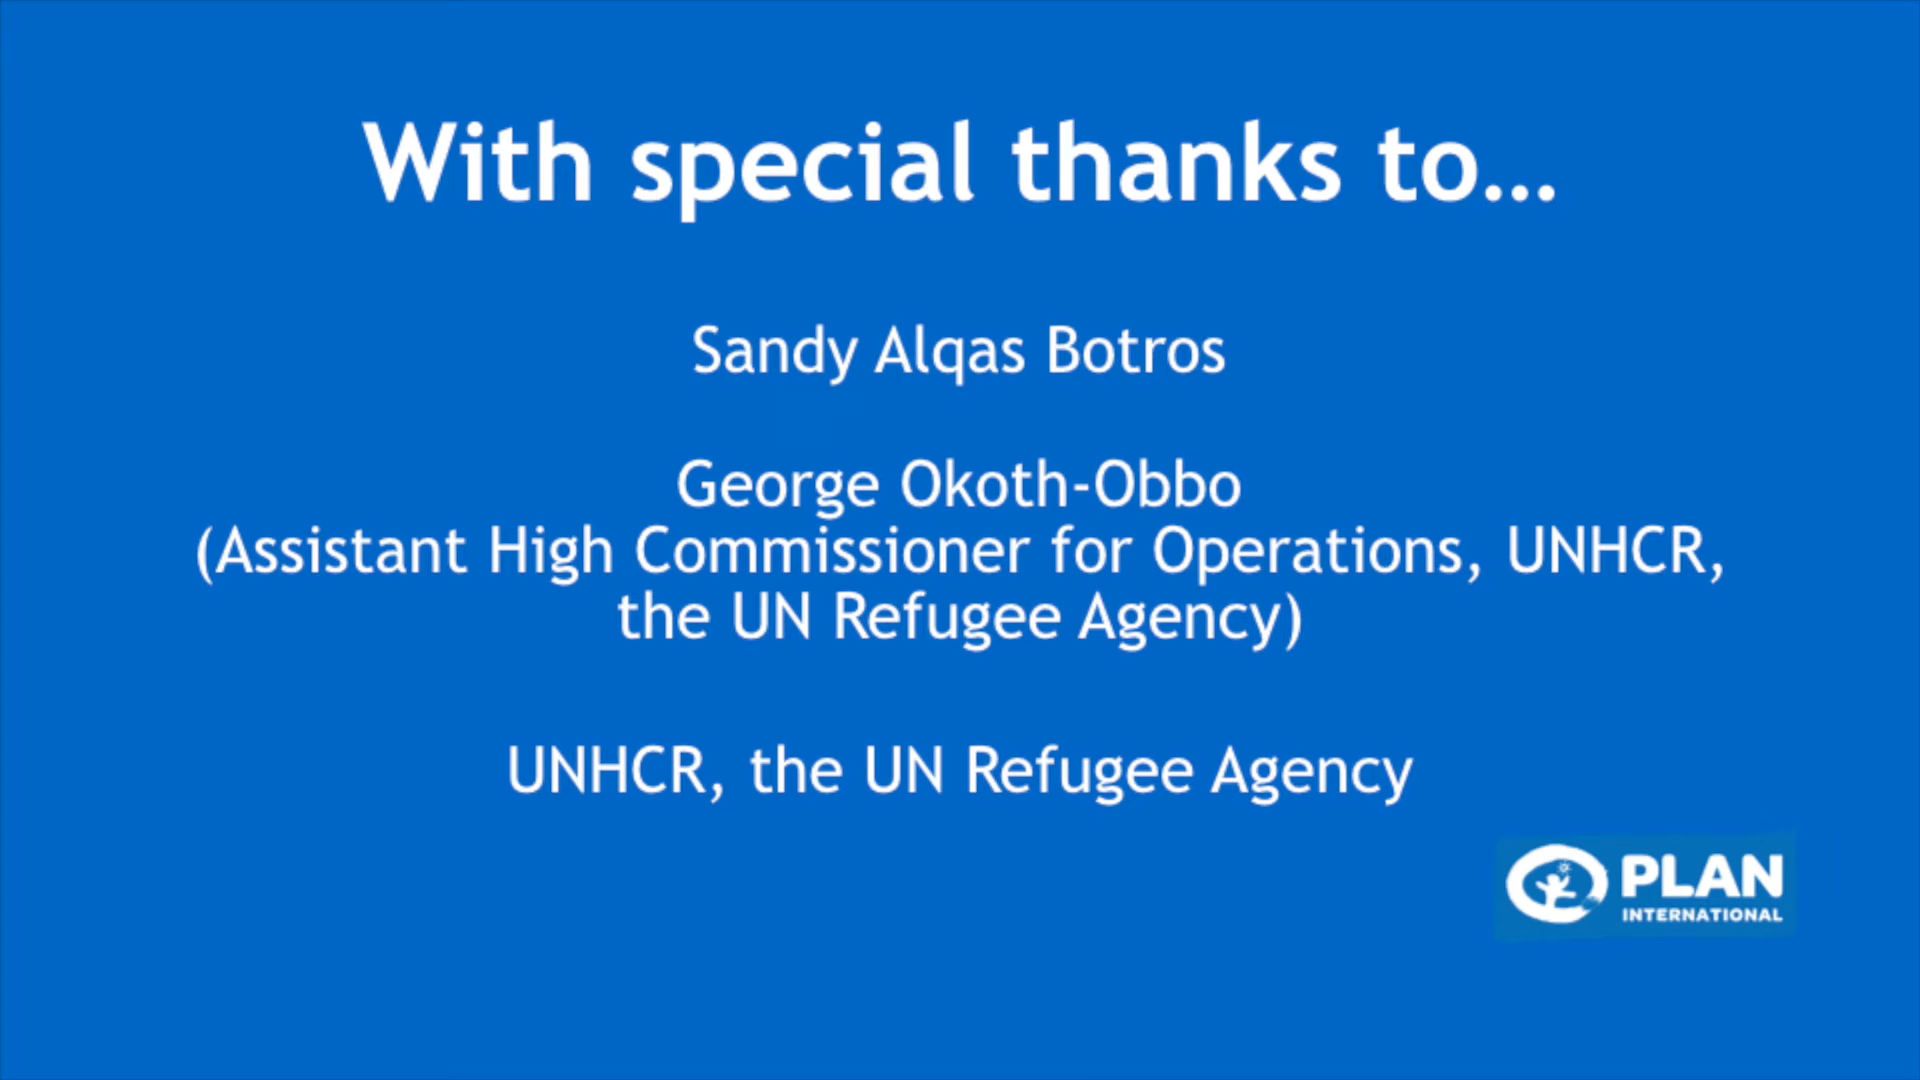 With special thanks to...
Sandy Alqas Botros
George Okoth-Obbo
(Assistant High Commissioner for Operations, UNHCR,
the UN Refugee Agency)
UNHCR, the UN Refugee Agency
PLAN
INTERNATIONAL